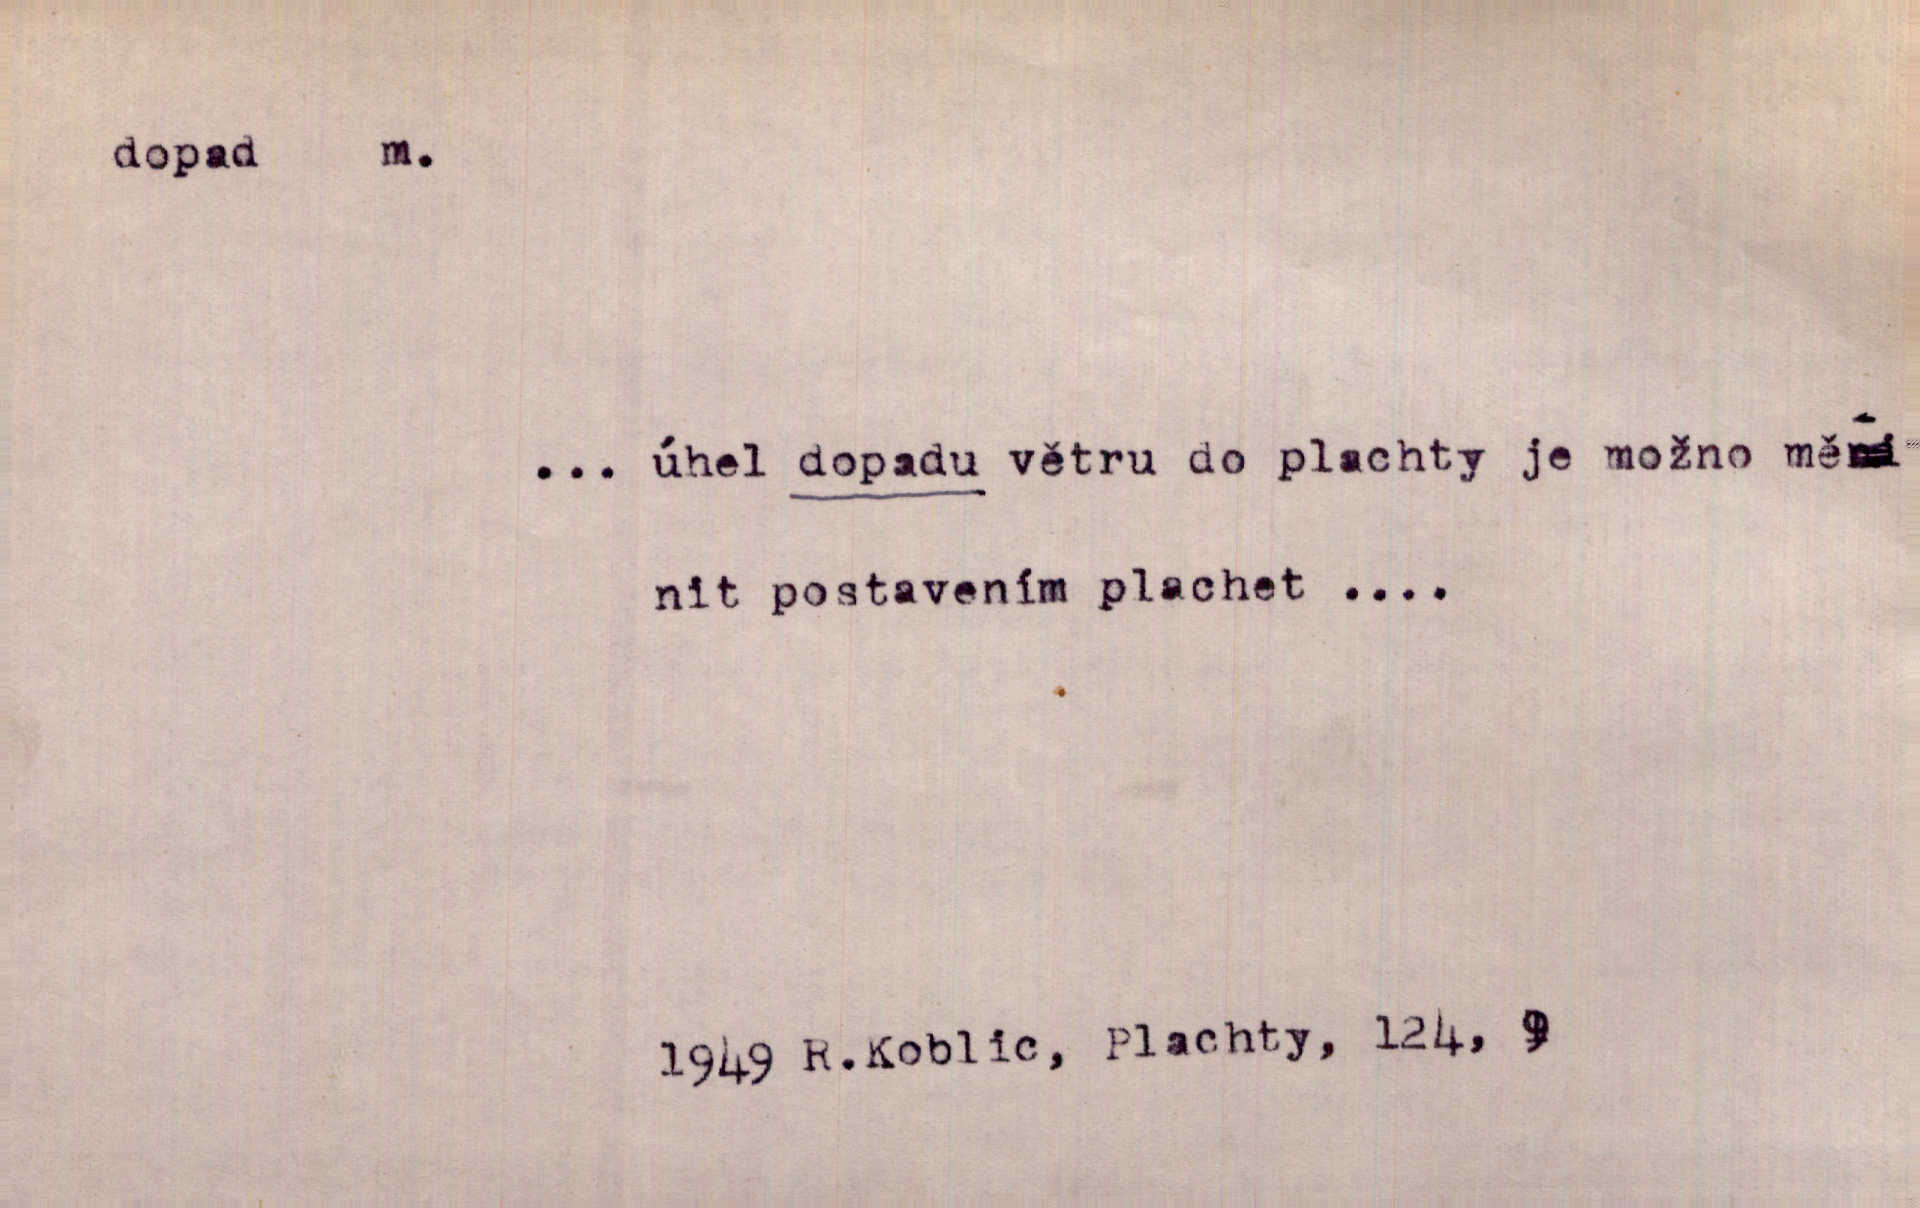 dopad m.
... úhel dopadu větru do plachty je možno mě-
nit postavením plachet ....
1949 R.Koblic, Plachty, 124, 9